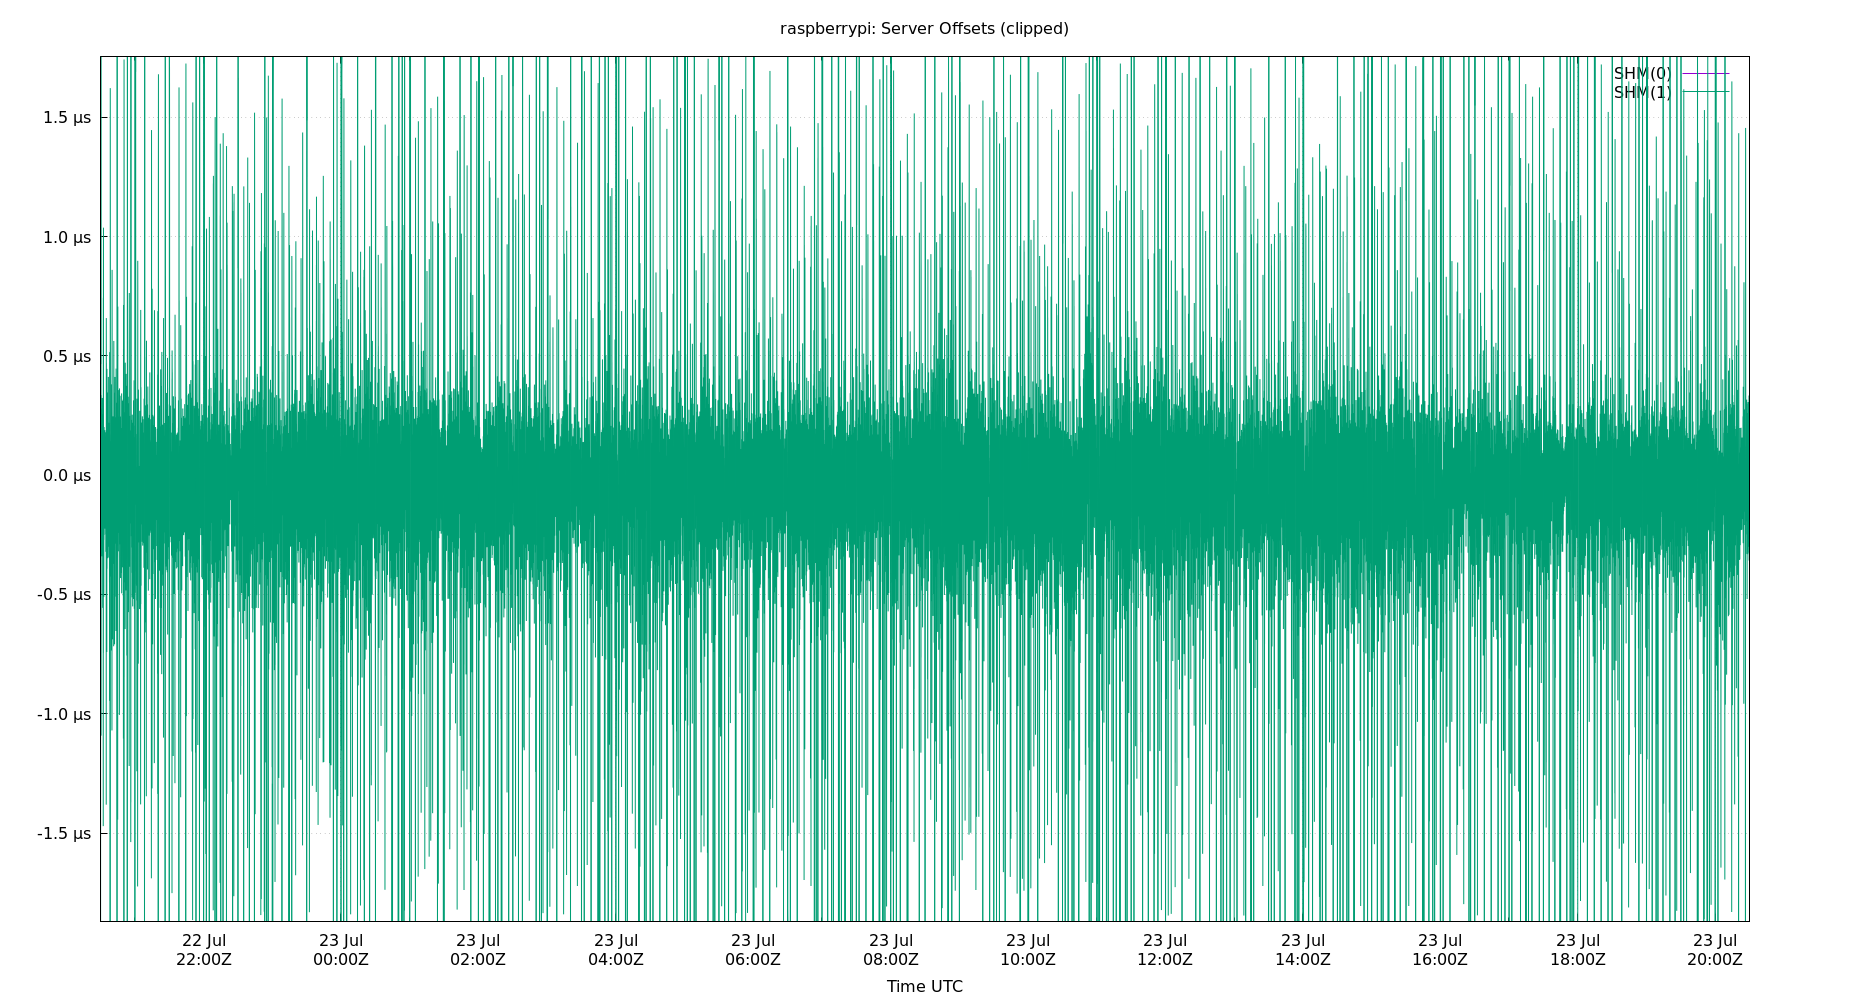 raspberrypi: Server Offsets (clipped)
SHM(0)
SHM(1)
1.5 µs
1.0 µs
0.5 µs
0.0 µs
-0.5 µs
-1.0 µs
-1.5 µs
22 Jul 23 Jul 23 Jul 23 Jul 23 Jul 23 Jul 23 Jul 23 Jul 23 Jul 23 Jul 23 Jul 23 Jul
22:00Z 00:00Z 02:00Z 04:00Z 06:00Z 08:00Z 10:00Z 12:00Z 14:00Z 16:00Z 18:00Z 20:00Z
Time UTC